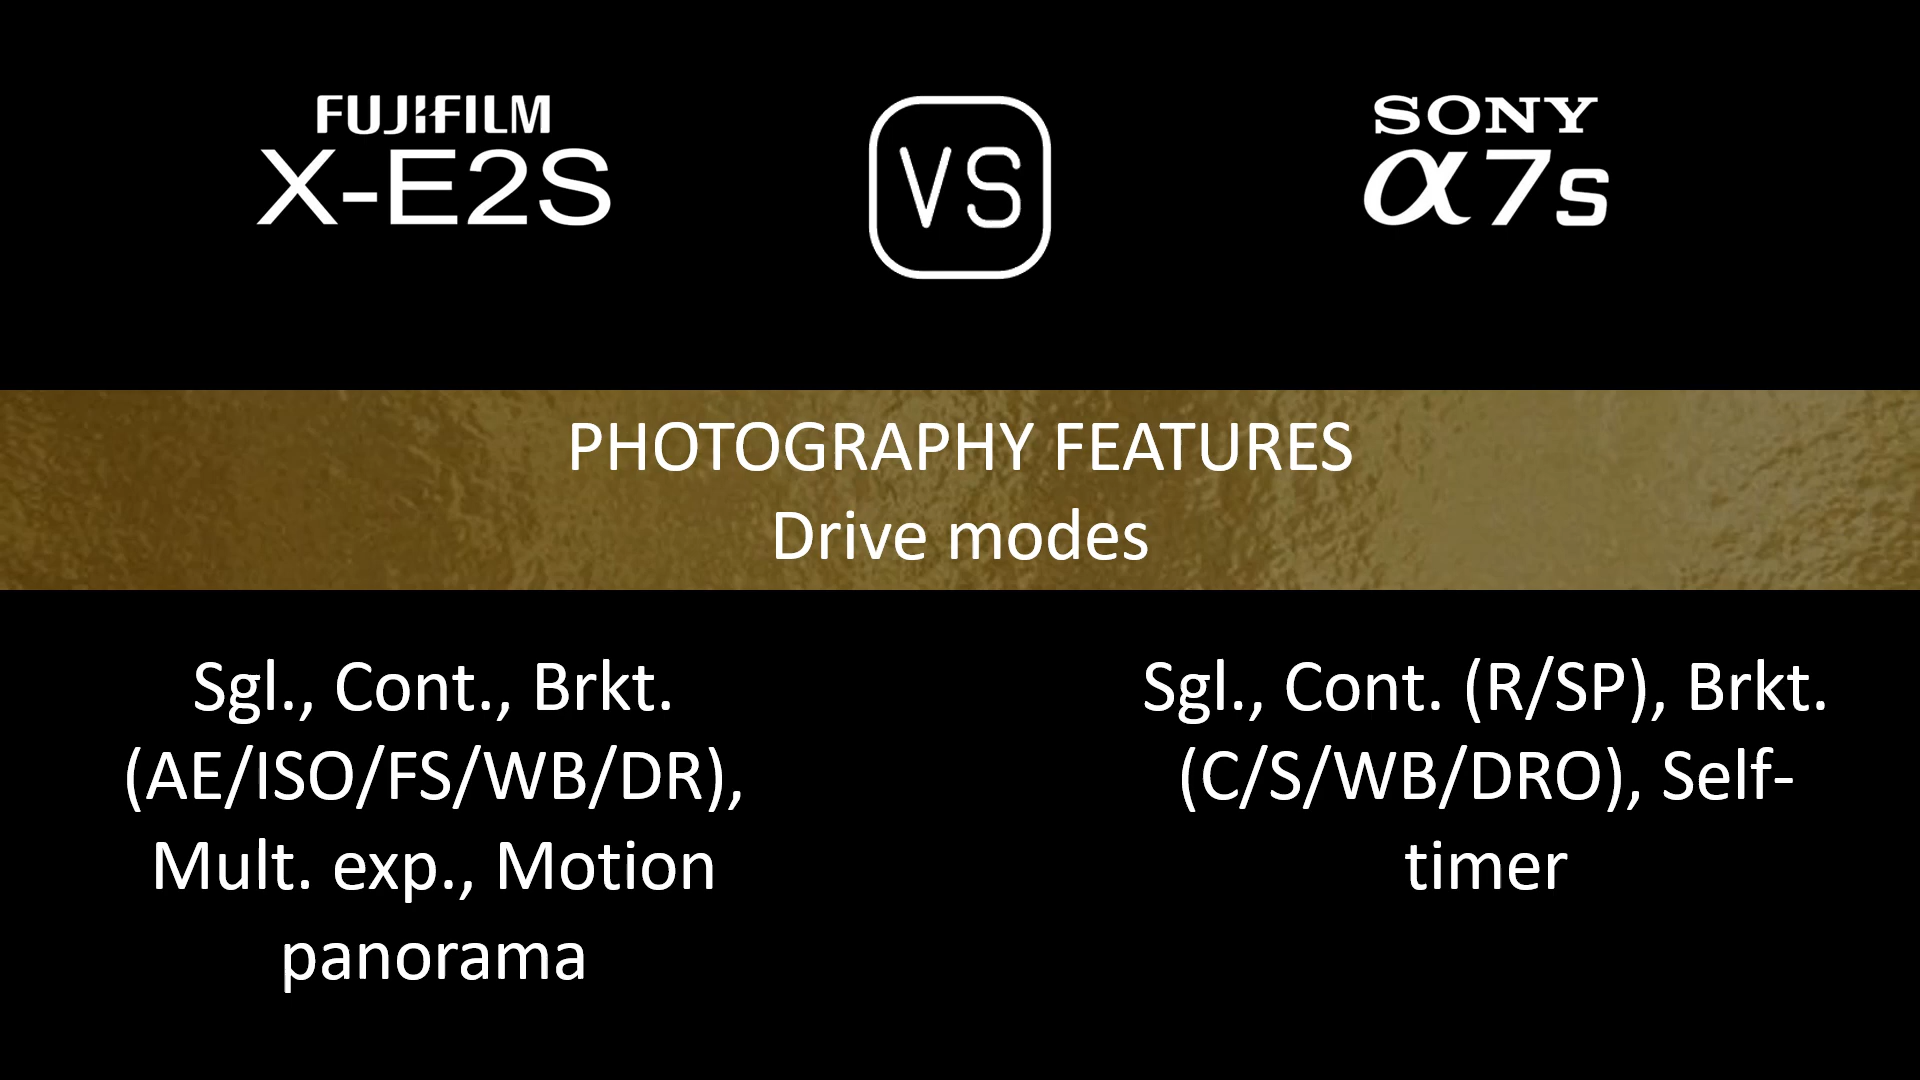 FUJIFILM
X-E2S
VS
SONY
α7s
PHOTOGRAPHY FEATURES
Drive modes
Sgl., Cont., Brkt.
(AE/ISO/FS/WB/DR),
Mult. exp., Motion
panorama
Sgl., Cont. (R/SP), Brkt.
(C/S/WB/DRO), Self-
timer